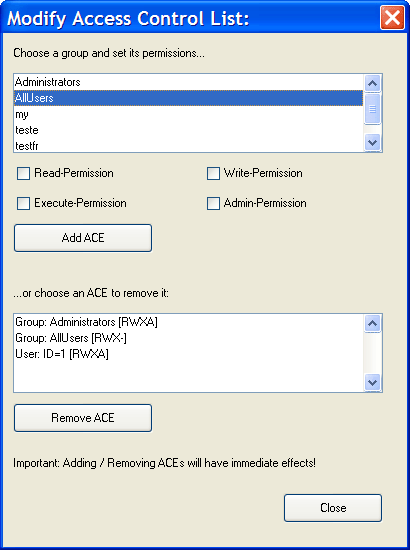 Modify Access Control List:
Choose a group and set its permissions...
Administrators
AllUsers
my
teste
testfr
Read-Permission
Write-Permission
Execute-Permission
Admin-Permission
Add ACE
...or choose an ACE to remove it:
Group: Administrators [RWXA]
Group: AllUsers [RWX-]
User: ID=1 [RWXA]
Remove ACE
Important: Adding / Removing ACEs will have immediate effects!
Close